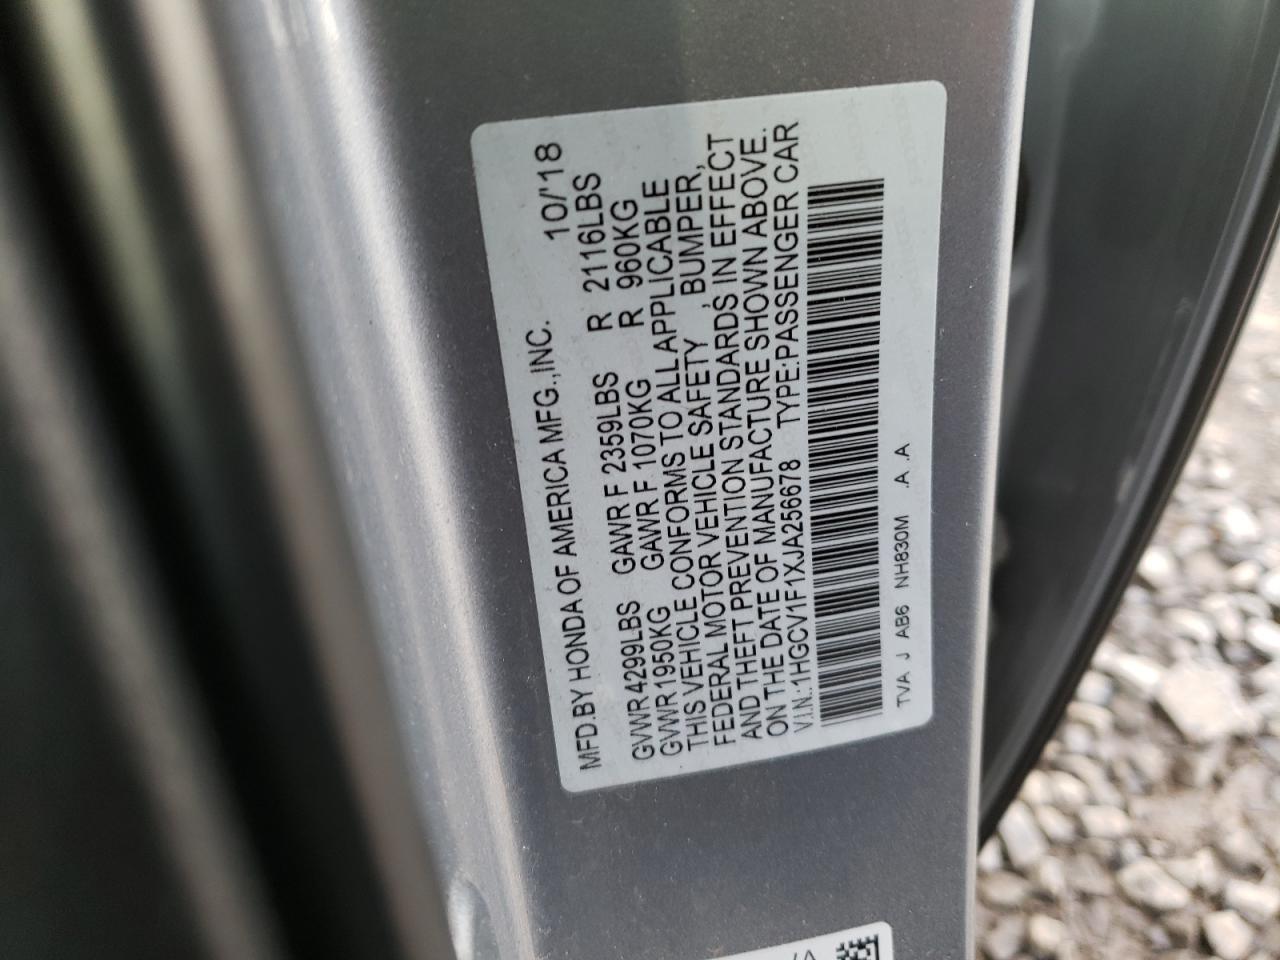 MFD.BY HONDA OF AMERICA MFG.,INC. 10/'18
GVWR 4299LBS GAWR F 2359LBS R 2116LBS
GVWR 1950KG GAWR F 1070KG R 960KG
THIS VEHICLE CONFORMS TO ALL APPLICABLE
FEDERAL MOTOR VEHICLE SAFETY , BUMPER,
AND THEFT PREVENTION STANDARDS IN EFFECT
ON THE DATE OF MANUFACTURE SHOWN ABOVE.
V.I.N.:1HGCV1F1XJA256678 TYPE:PASSENGER CAR
TVA J AB6 NH830M .A .A